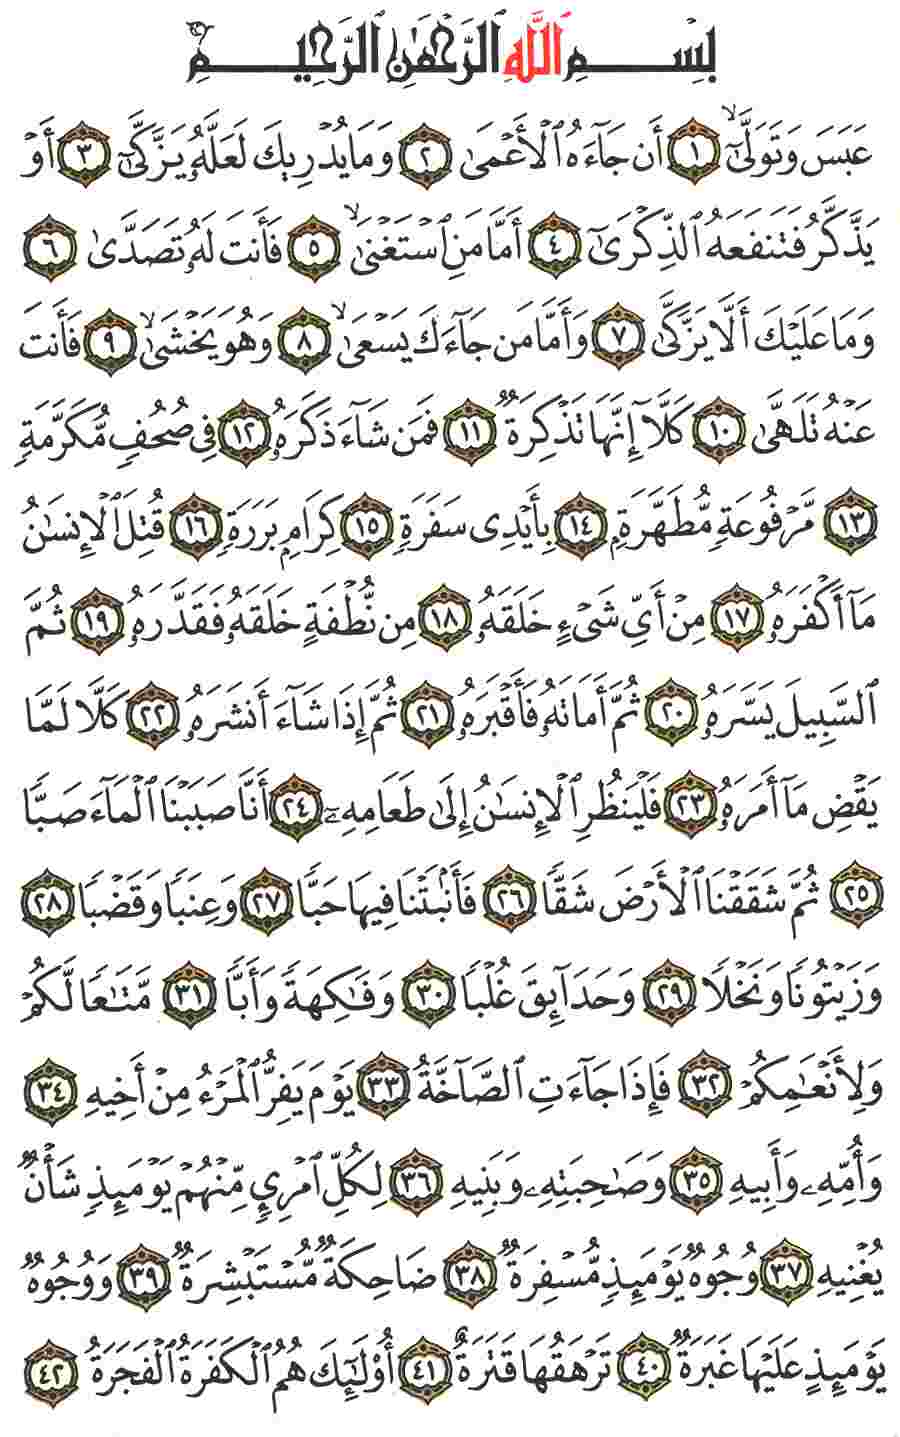 بِسْمِ ٱللَّهِ ٱلرَّحْمَٰنِ ٱلرَّحِيمِ
عَبَسَ وَتَوَلَّىٰٓ ۙ ١ أَن جَآءَهُ ٱلْأَعْمَىٰ ٢ وَمَا يُدْرِيكَ لَعَلَّهُۥ يَزَّكَّىٰٓ ٣ أَوْ
يَذَّكَّرُ فَتَنفَعَهُ ٱلذِّكْرَىٰٓ ٤ أَمَّا مَنِ ٱسْتَغْنَىٰ ۙ ٥ فَأَنتَ لَهُۥ تَصَدَّىٰ ٦
وَمَا عَلَيْكَ أَلَّا يَزَّكَّىٰ ٧ وَأَمَّا مَن جَآءَكَ يَسْعَىٰ ۙ ٨ وَهُوَ يَخْشَىٰ ۙ ٩ فَأَنتَ
عَنْهُ تَلَهَّىٰ ١٠ كَلَّآ إِنَّهَا تَذْكِرَةٌ ١١ فَمَن شَآءَ ذَكَرَهُۥ ١٢ فِى صُحُفٍ مُّكَرَّمَةٍ
١٣ مَّرْفُوعَةٍ مُّطَهَّرَةٍۭ ١٤ بِأَيْدِى سَفَرَةٍ ١٥ كِرَامٍۭ بَرَرَةٍ ١٦ قُتِلَ ٱلْإِنسَٰنُ
مَآ أَكْفَرَهُۥ ١٧ مِنْ أَىِّ شَىْءٍ خَلَقَهُۥ ١٨ مِن نُّطْفَةٍ خَلَقَهُۥ فَقَدَّرَهُۥ ١٩ ثُمَّ
ٱلسَّبِيلَ يَسَّرَهُۥ ٢٠ ثُمَّ أَمَاتَهُۥ فَأَقْبَرَهُۥ ٢١ ثُمَّ إِذَا شَآءَ أَنشَرَهُۥ ٢٢ كَلَّا لَمَّا
يَقْضِ مَآ أَمَرَهُۥ ٢٣ فَلْيَنظُرِ ٱلْإِنسَٰنُ إِلَىٰ طَعَامِهِۦٓ ٢٤ أَنَّا صَبَبْنَا ٱلْمَآءَ صَبًّا
٢٥ ثُمَّ شَقَقْنَا ٱلْأَرْضَ شَقًّا ٢٦ فَأَنۢبَتْنَا فِيهَا حَبًّا ٢٧ وَعِنَبًا وَقَضْبًا ٢٨
وَزَيْتُونًا وَنَخْلًا ٢٩ وَحَدَآئِقَ غُلْبًا ٣٠ وَفَٰكِهَةً وَأَبًّا ٣١ مَّتَٰعًا لَّكُمْ
وَلِأَنْعَٰمِكُمْ ٣٢ فَإِذَا جَآءَتِ ٱلصَّآخَّةُ ٣٣ يَوْمَ يَفِرُّ ٱلْمَرْءُ مِنْ أَخِيهِ ٣٤
وَأُمِّهِۦ وَأَبِيهِ ٣٥ وَصَٰحِبَتِهِۦ وَبَنِيهِ ٣٦ لِكُلِّ ٱمْرِئٍ مِّنْهُمْ يَوْمَئِذٍ شَأْنٌ
يُغْنِيهِ ٣٧ وُجُوهٌ يَوْمَئِذٍ مُّسْفِرَةٌ ٣٨ ضَاحِكَةٌ مُّسْتَبْشِرَةٌ ٣٩ وَوُجُوهٌ
يَوْمَئِذٍ عَلَيْهَا غَبَرَةٌ ٤٠ تَرْهَقُهَا قَتَرَةٌ ٤١ أُو۟لَٰٓئِكَ هُمُ ٱلْكَفَرَةُ ٱلْفَجَرَةُ ٤٢